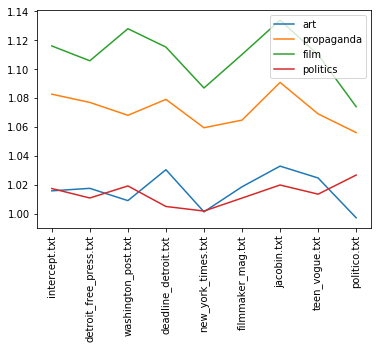 1.14
1.12
1.10
1.08
1.06
1.04
1.02
1.00
art
propaganda
film
politics
intercept.txt
detroit_free_press.txt
washington_post.txt
deadline_detroit.txt
new_york_times.txt
filmmaker_mag.txt
jacobin.txt
teen_vogue.txt
politico.txt